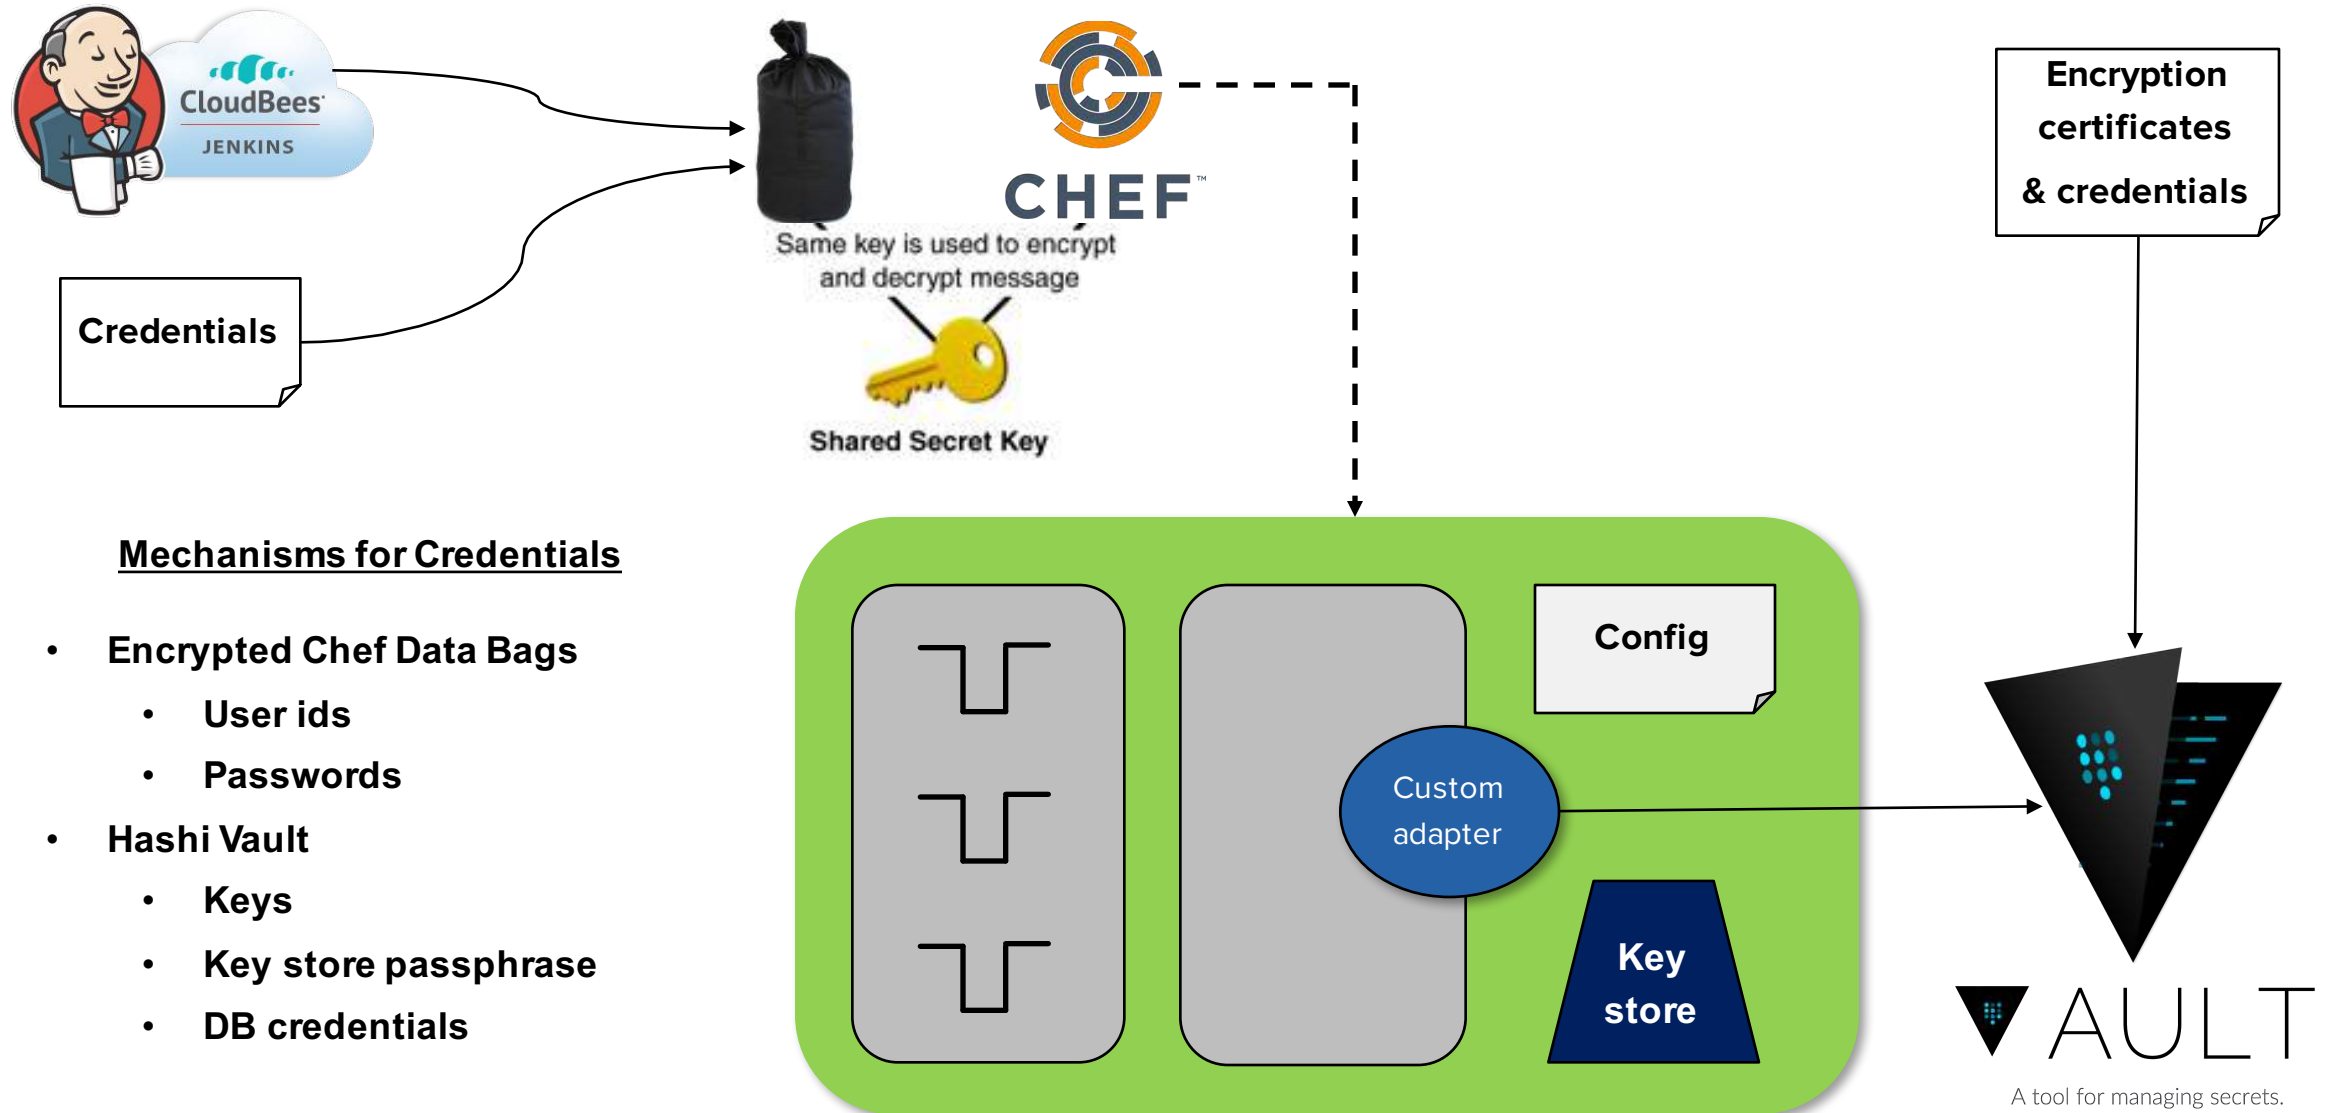 CloudBees
JENKINS
CHEF™
Encryption
certificates
& credentials
Same key is used to encrypt
and decrypt message
Credentials
Shared Secret Key
Mechanisms for Credentials
• Encrypted Chef Data Bags
• User ids
• Passwords
• Hashi Vault
• Keys
• Key store passphrase
• DB credentials
Config
Custom
adapter
Key
store
VAULT
A tool for managing secrets.